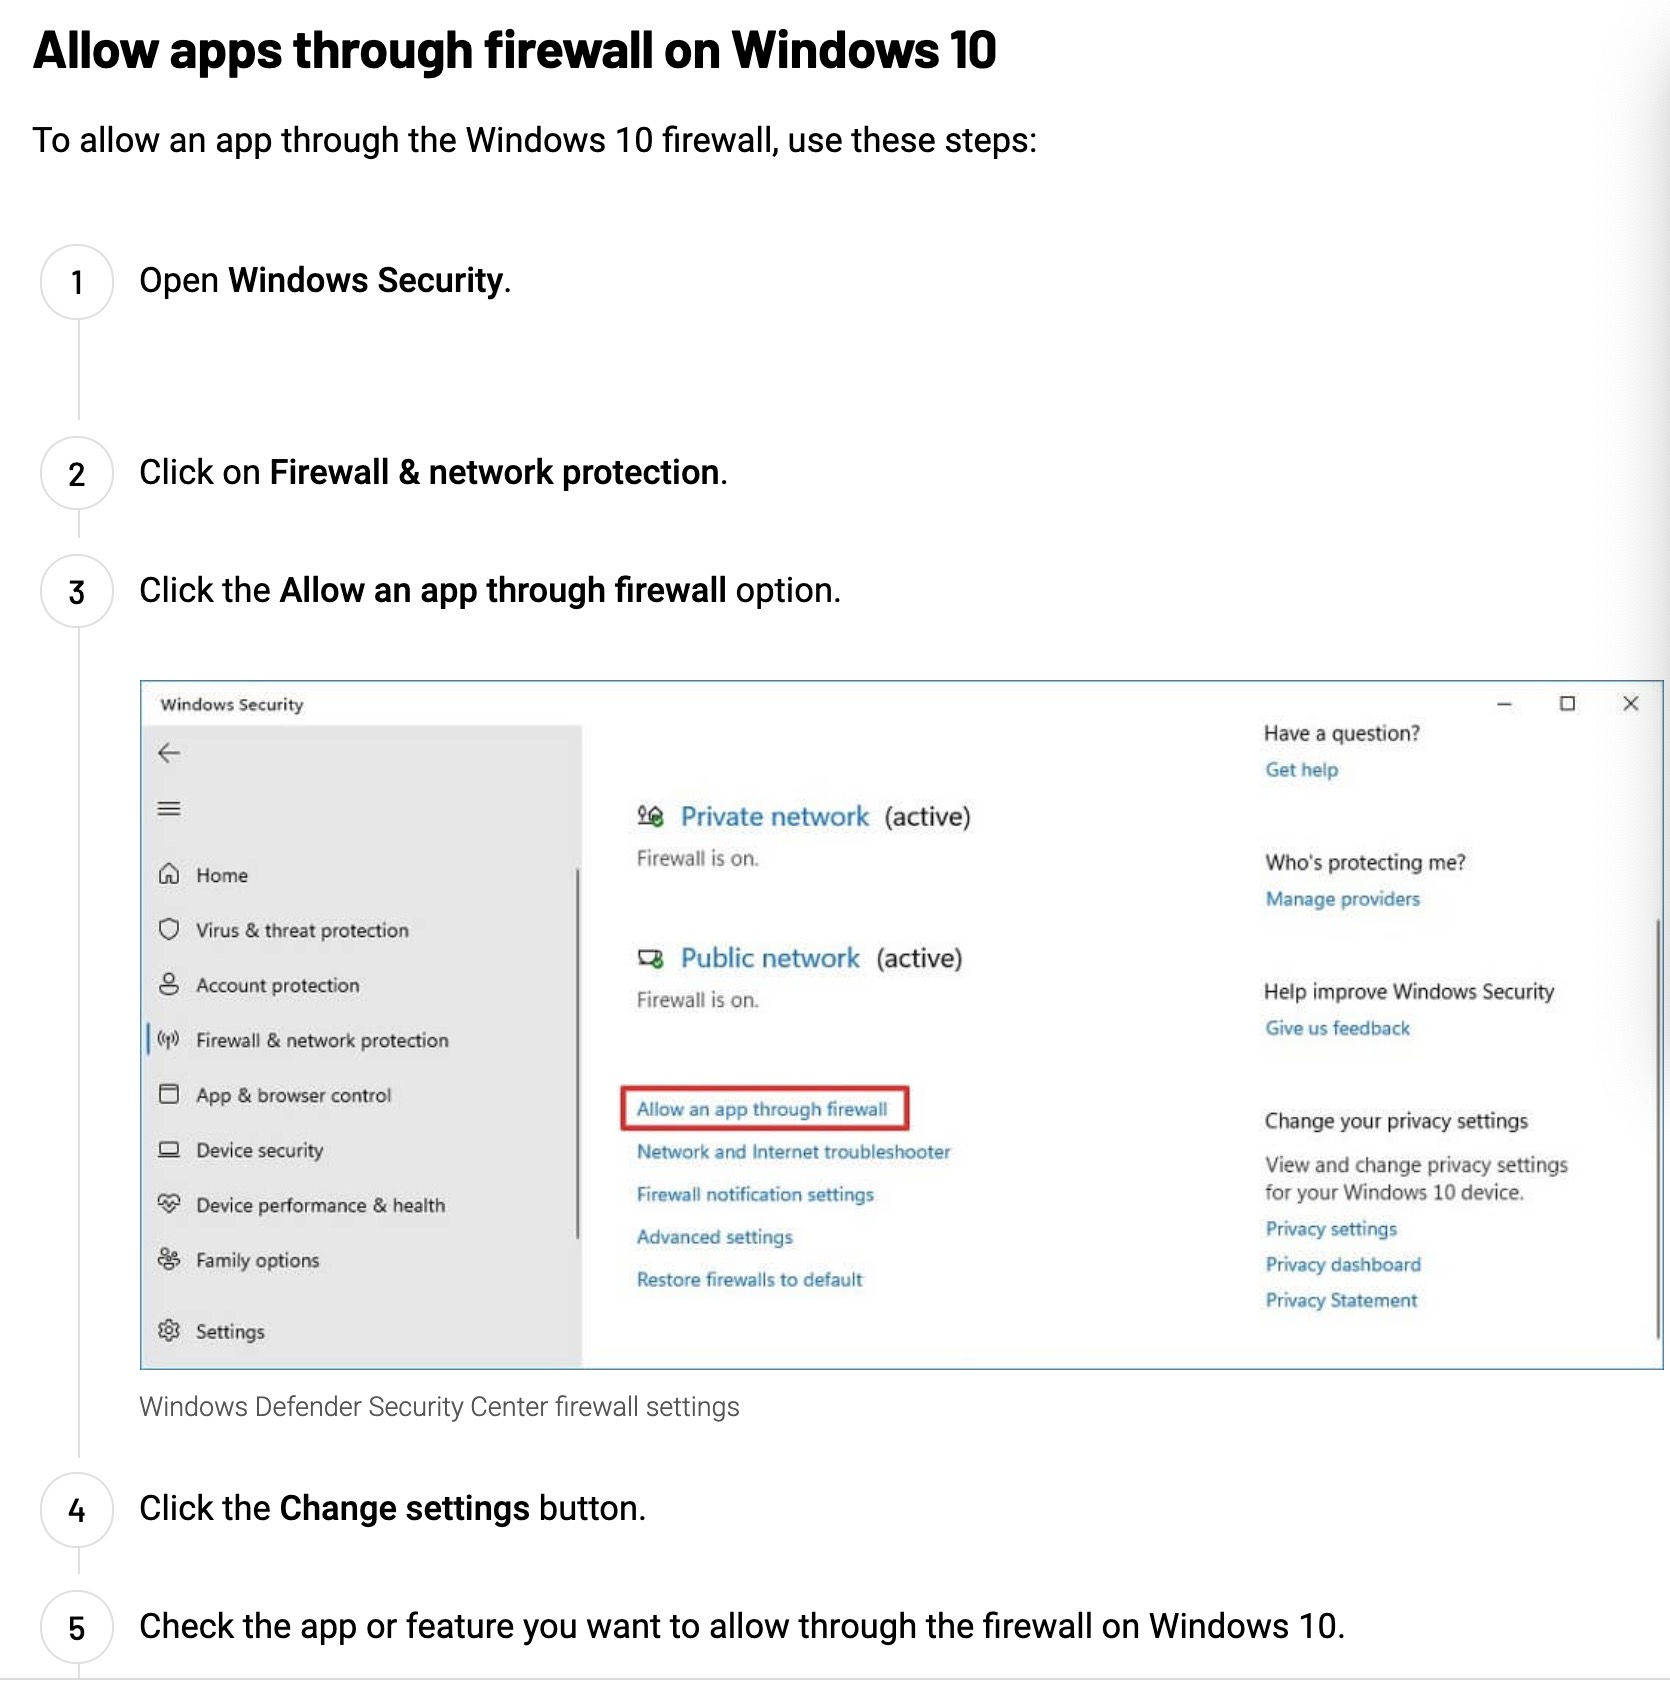 Allow apps through firewall on Windows 10
To allow an app through the Windows 10 firewall, use these steps:
1 Open Windows Security.
2 Click on Firewall & network protection.
3 Click the Allow an app through firewall option.
Windows Security
Home
Virus & threat protection
Account protection
Firewall & network protection
App & browser control
Device security
Device performance & health
Family options
Settings
Private network (active)
Firewall is on.
Public network (active)
Firewall is on.
Allow an app through firewall
Network and Internet troubleshooter
Firewall notification settings
Advanced settings
Restore firewalls to default
Have a question?
Get help
Who's protecting me?
Manage providers
Help improve Windows Security
Give us feedback
Change your privacy settings
View and change privacy settings
for your Windows 10 device.
Privacy settings
Privacy dashboard
Privacy Statement
Windows Defender Security Center firewall settings
4 Click the Change settings button.
5 Check the app or feature you want to allow through the firewall on Windows 10.